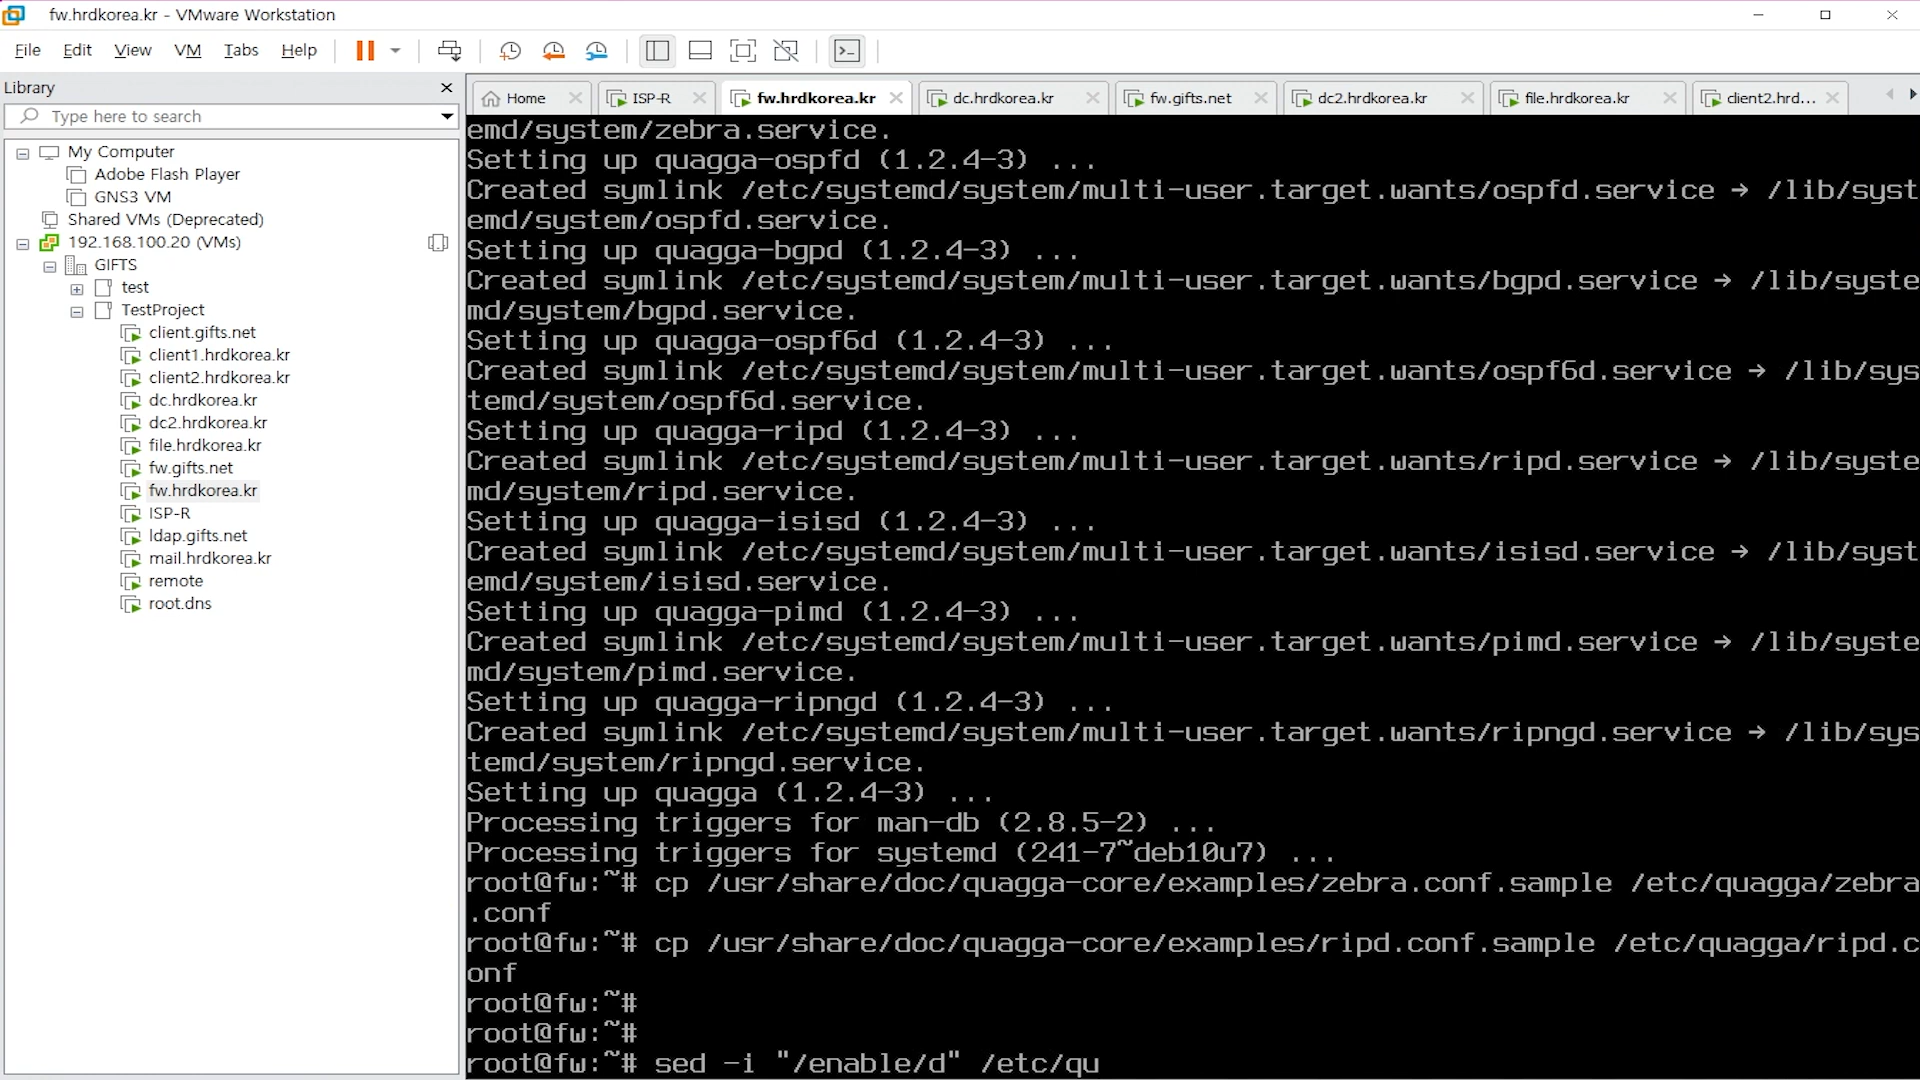 fw.hrdkorea.kr - VMware Workstation
File Edit View VM Tabs Help
Library
Type here to search
My Computer
Adobe Flash Player
GNS3 VM
Shared VMs (Deprecated)
192.168.100.20 (VMs)
GIFTS
test
TestProject
client.gifts.net
client1.hrdkorea.kr
client2.hrdkorea.kr
dc.hrdkorea.kr
dc2.hrdkorea.kr
file.hrdkorea.kr
fw.gifts.net
fw.hrdkorea.kr
ISP-R
ldap.gifts.net
mail.hrdkorea.kr
remote
root.dns
Home ISP-R fw.hrdkorea.kr dc.hrdkorea.kr fw.gifts.net dc2.hrdkorea.kr file.hrdkorea.kr client2.hrd...
emd/system/zebra.service.
Setting up quagga-ospfd (1.2.4-3) ...
Created symlink /etc/systemd/system/multi-user.target.wants/ospfd.service → /lib/syst
emd/system/ospfd.service.
Setting up quagga-bgpd (1.2.4-3) ...
Created symlink /etc/systemd/system/multi-user.target.wants/bgpd.service → /lib/syste
md/system/bgpd.service.
Setting up quagga-ospf6d (1.2.4-3) ...
Created symlink /etc/systemd/system/multi-user.target.wants/ospf6d.service → /lib/sys
temd/system/ospf6d.service.
Setting up quagga-ripd (1.2.4-3) ...
Created symlink /etc/systemd/system/multi-user.target.wants/ripd.service → /lib/syste
md/system/ripd.service.
Setting up quagga-isisd (1.2.4-3) ...
Created symlink /etc/systemd/system/multi-user.target.wants/isisd.service → /lib/syst
emd/system/isisd.service.
Setting up quagga-pimd (1.2.4-3) ...
Created symlink /etc/systemd/system/multi-user.target.wants/pimd.service → /lib/syste
md/system/pimd.service.
Setting up quagga-ripngd (1.2.4-3) ...
Created symlink /etc/systemd/system/multi-user.target.wants/ripngd.service → /lib/sys
temd/system/ripngd.service.
Setting up quagga (1.2.4-3) ...
Processing triggers for man-db (2.8.5-2) ...
Processing triggers for systemd (241-7~deb10u7) ...
root@fw:~# cp /usr/share/doc/quagga-core/examples/zebra.conf.sample /etc/quagga/zebra
.conf
root@fw:~# cp /usr/share/doc/quagga-core/examples/ripd.conf.sample /etc/quagga/ripd.c
onf
root@fw:~#
root@fw:~#
root@fw:~# sed -i "/enable/d" /etc/qu